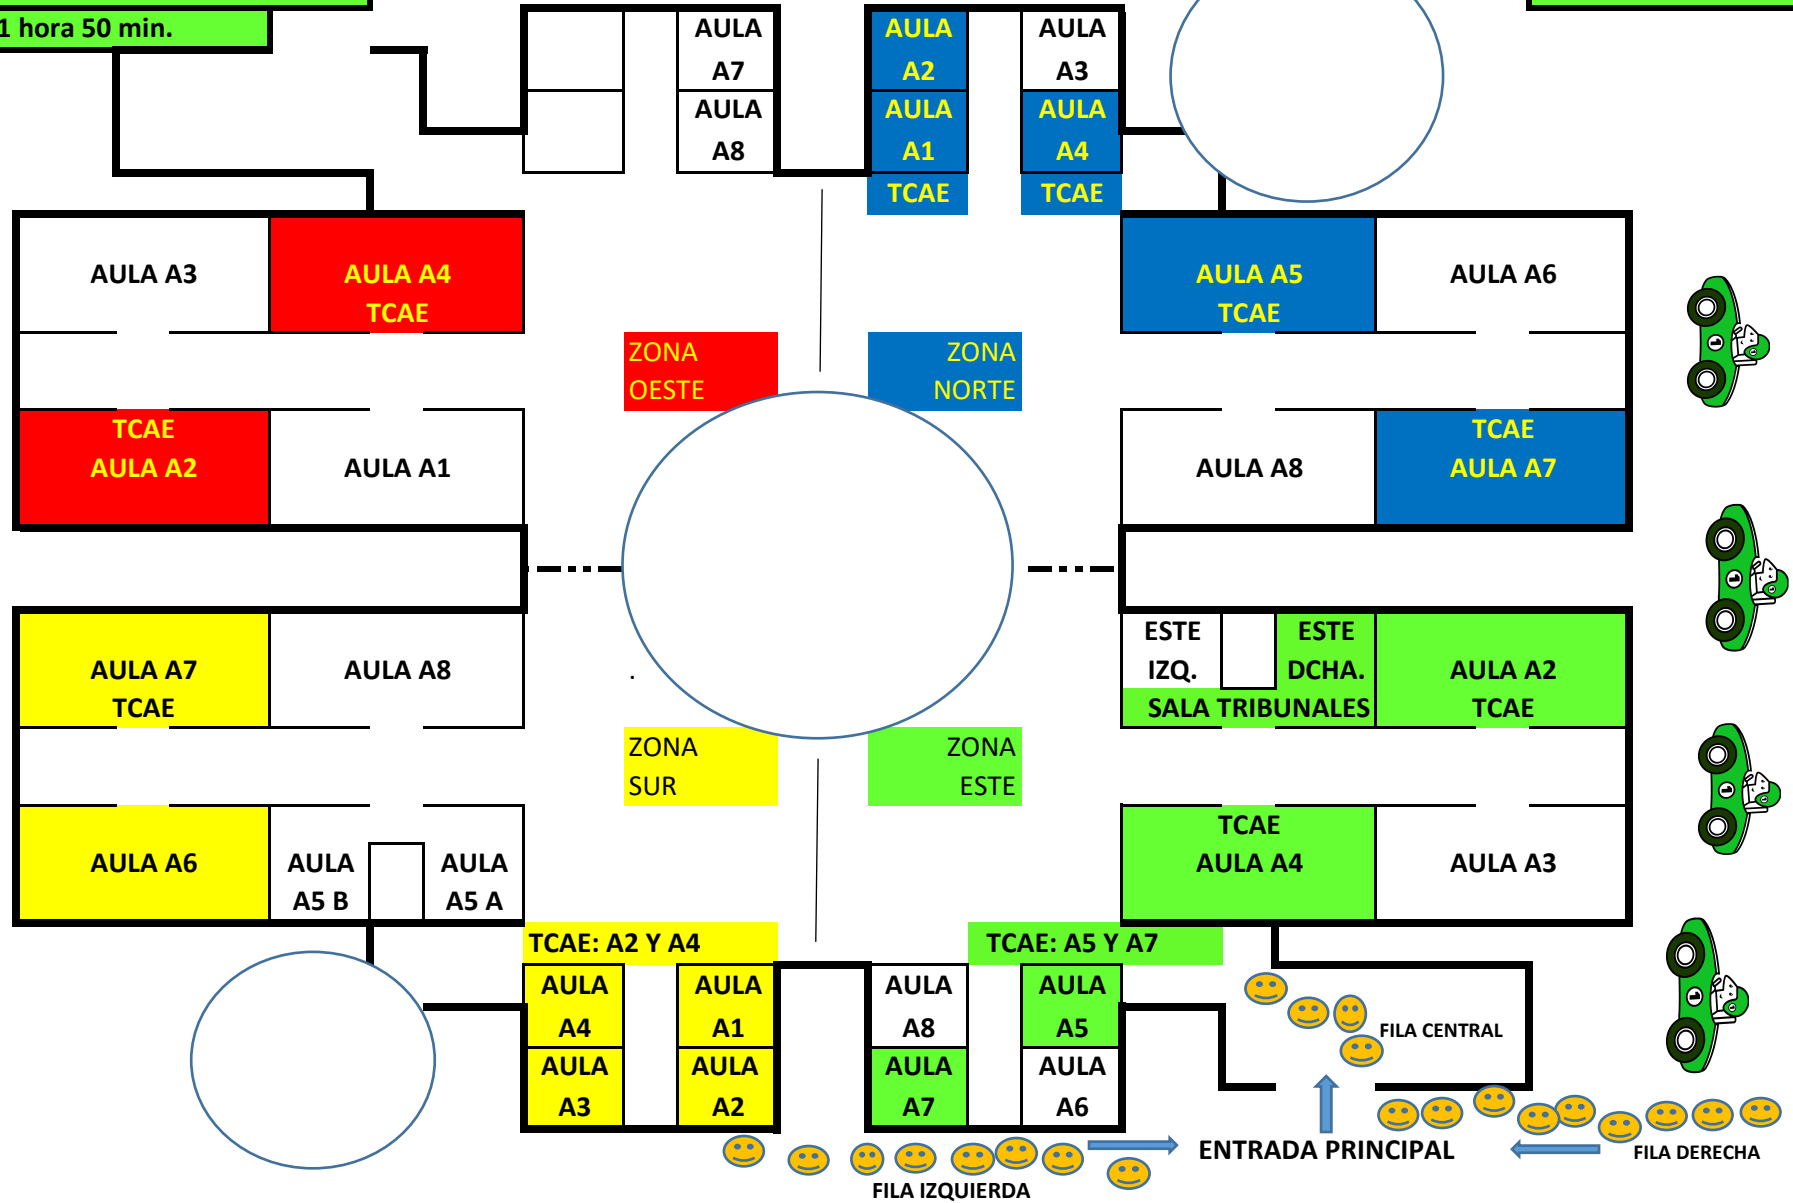 1 hora 50 min.
AULA
A7
AULA
A2
AULA
A3
AULA
A8
AULA
A1
AULA
A4
TCAE
TCAE
AULA A3
AULA A4
TCAE
AULA A5
TCAE
AULA A6
ZONA
OESTE
ZONA
NORTE
TCAE
AULA A2
AULA A1
AULA A8
TCAE
AULA A7
AULA A7
TCAE
AULA A8
.
ESTE
IZQ.
ESTE
DCHA.
SALA TRIBUNALES
AULA A2
TCAE
ZONA
SUR
ZONA
ESTE
AULA A6
AULA
A5 B
AULA
A5 A
TCAE
AULA A4
AULA A3
TCAE: A2 Y A4
TCAE: A5 Y A7
AULA
A4
AULA
A1
AULA
A8
AULA
A5
FILA CENTRAL
AULA
A3
AULA
A2
AULA
A7
AULA
A6
ENTRADA PRINCIPAL
FILA DERECHA
FILA IZQUIERDA